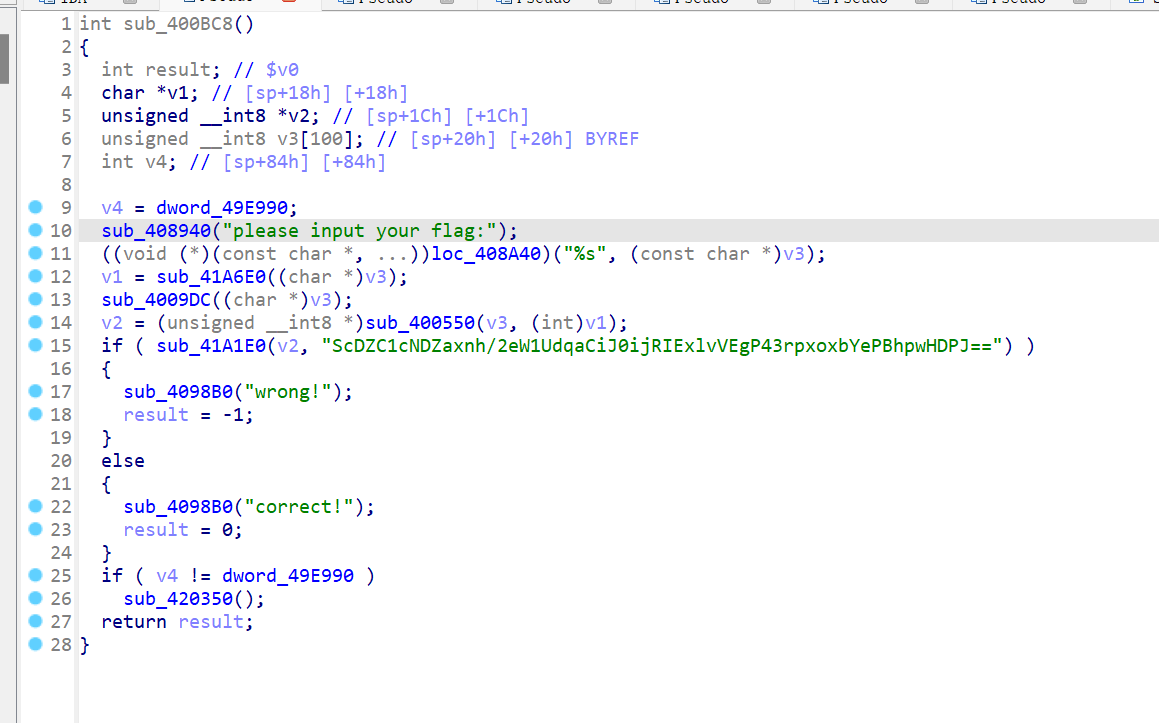 1 int sub_400BC8()
2 {
3 int result; // $v0
4 char *v1; // [sp+18h] [+18h]
5 unsigned __int8 *v2; // [sp+1Ch] [+1Ch]
6 unsigned __int8 v3[100]; // [sp+20h] [+20h] BYREF
7 int v4; // [sp+84h] [+84h]
8
9 v4 = dword_49E990;
10 sub_408940("please input your flag:");
11 ((void (*)(const char *, ...))loc_408A40)("%s", (const char *)v3);
12 v1 = sub_41A6E0((char *)v3);
13 sub_4009DC((char *)v3);
14 v2 = (unsigned __int8 *)sub_400550(v3, (int)v1);
15 if ( sub_41A1E0(v2, "ScDZC1cNDZaxnh/2eW1UdqaCiJ0ijRIExlvVEgP43rpxoxbYePBhpwHDPJ==") )
16 {
17 sub_4098B0("wrong!");
18 result = -1;
19 }
20 else
21 {
22 sub_4098B0("correct!");
23 result = 0;
24 }
25 if ( v4 != dword_49E990 )
26 sub_420350();
27 return result;
28 }